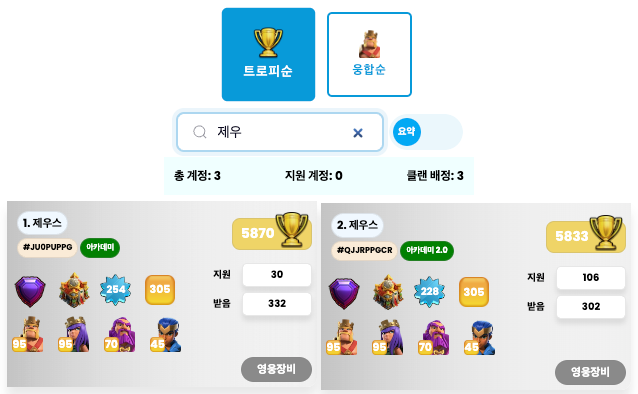 트로피순
웅합순
제우
요약
총 계정: 3 지원 계정: 0 클랜 배정: 3
1. 제우스
#JU0PUPPG 아카데미
5870
254 305
지원 30
받음 332
95 95 70 45
영웅장비
2. 제우스
#QJJRPPGCR 아카데미 2.0
5833
228 305
지원 106
받음 302
95 95 70 45
영웅장비